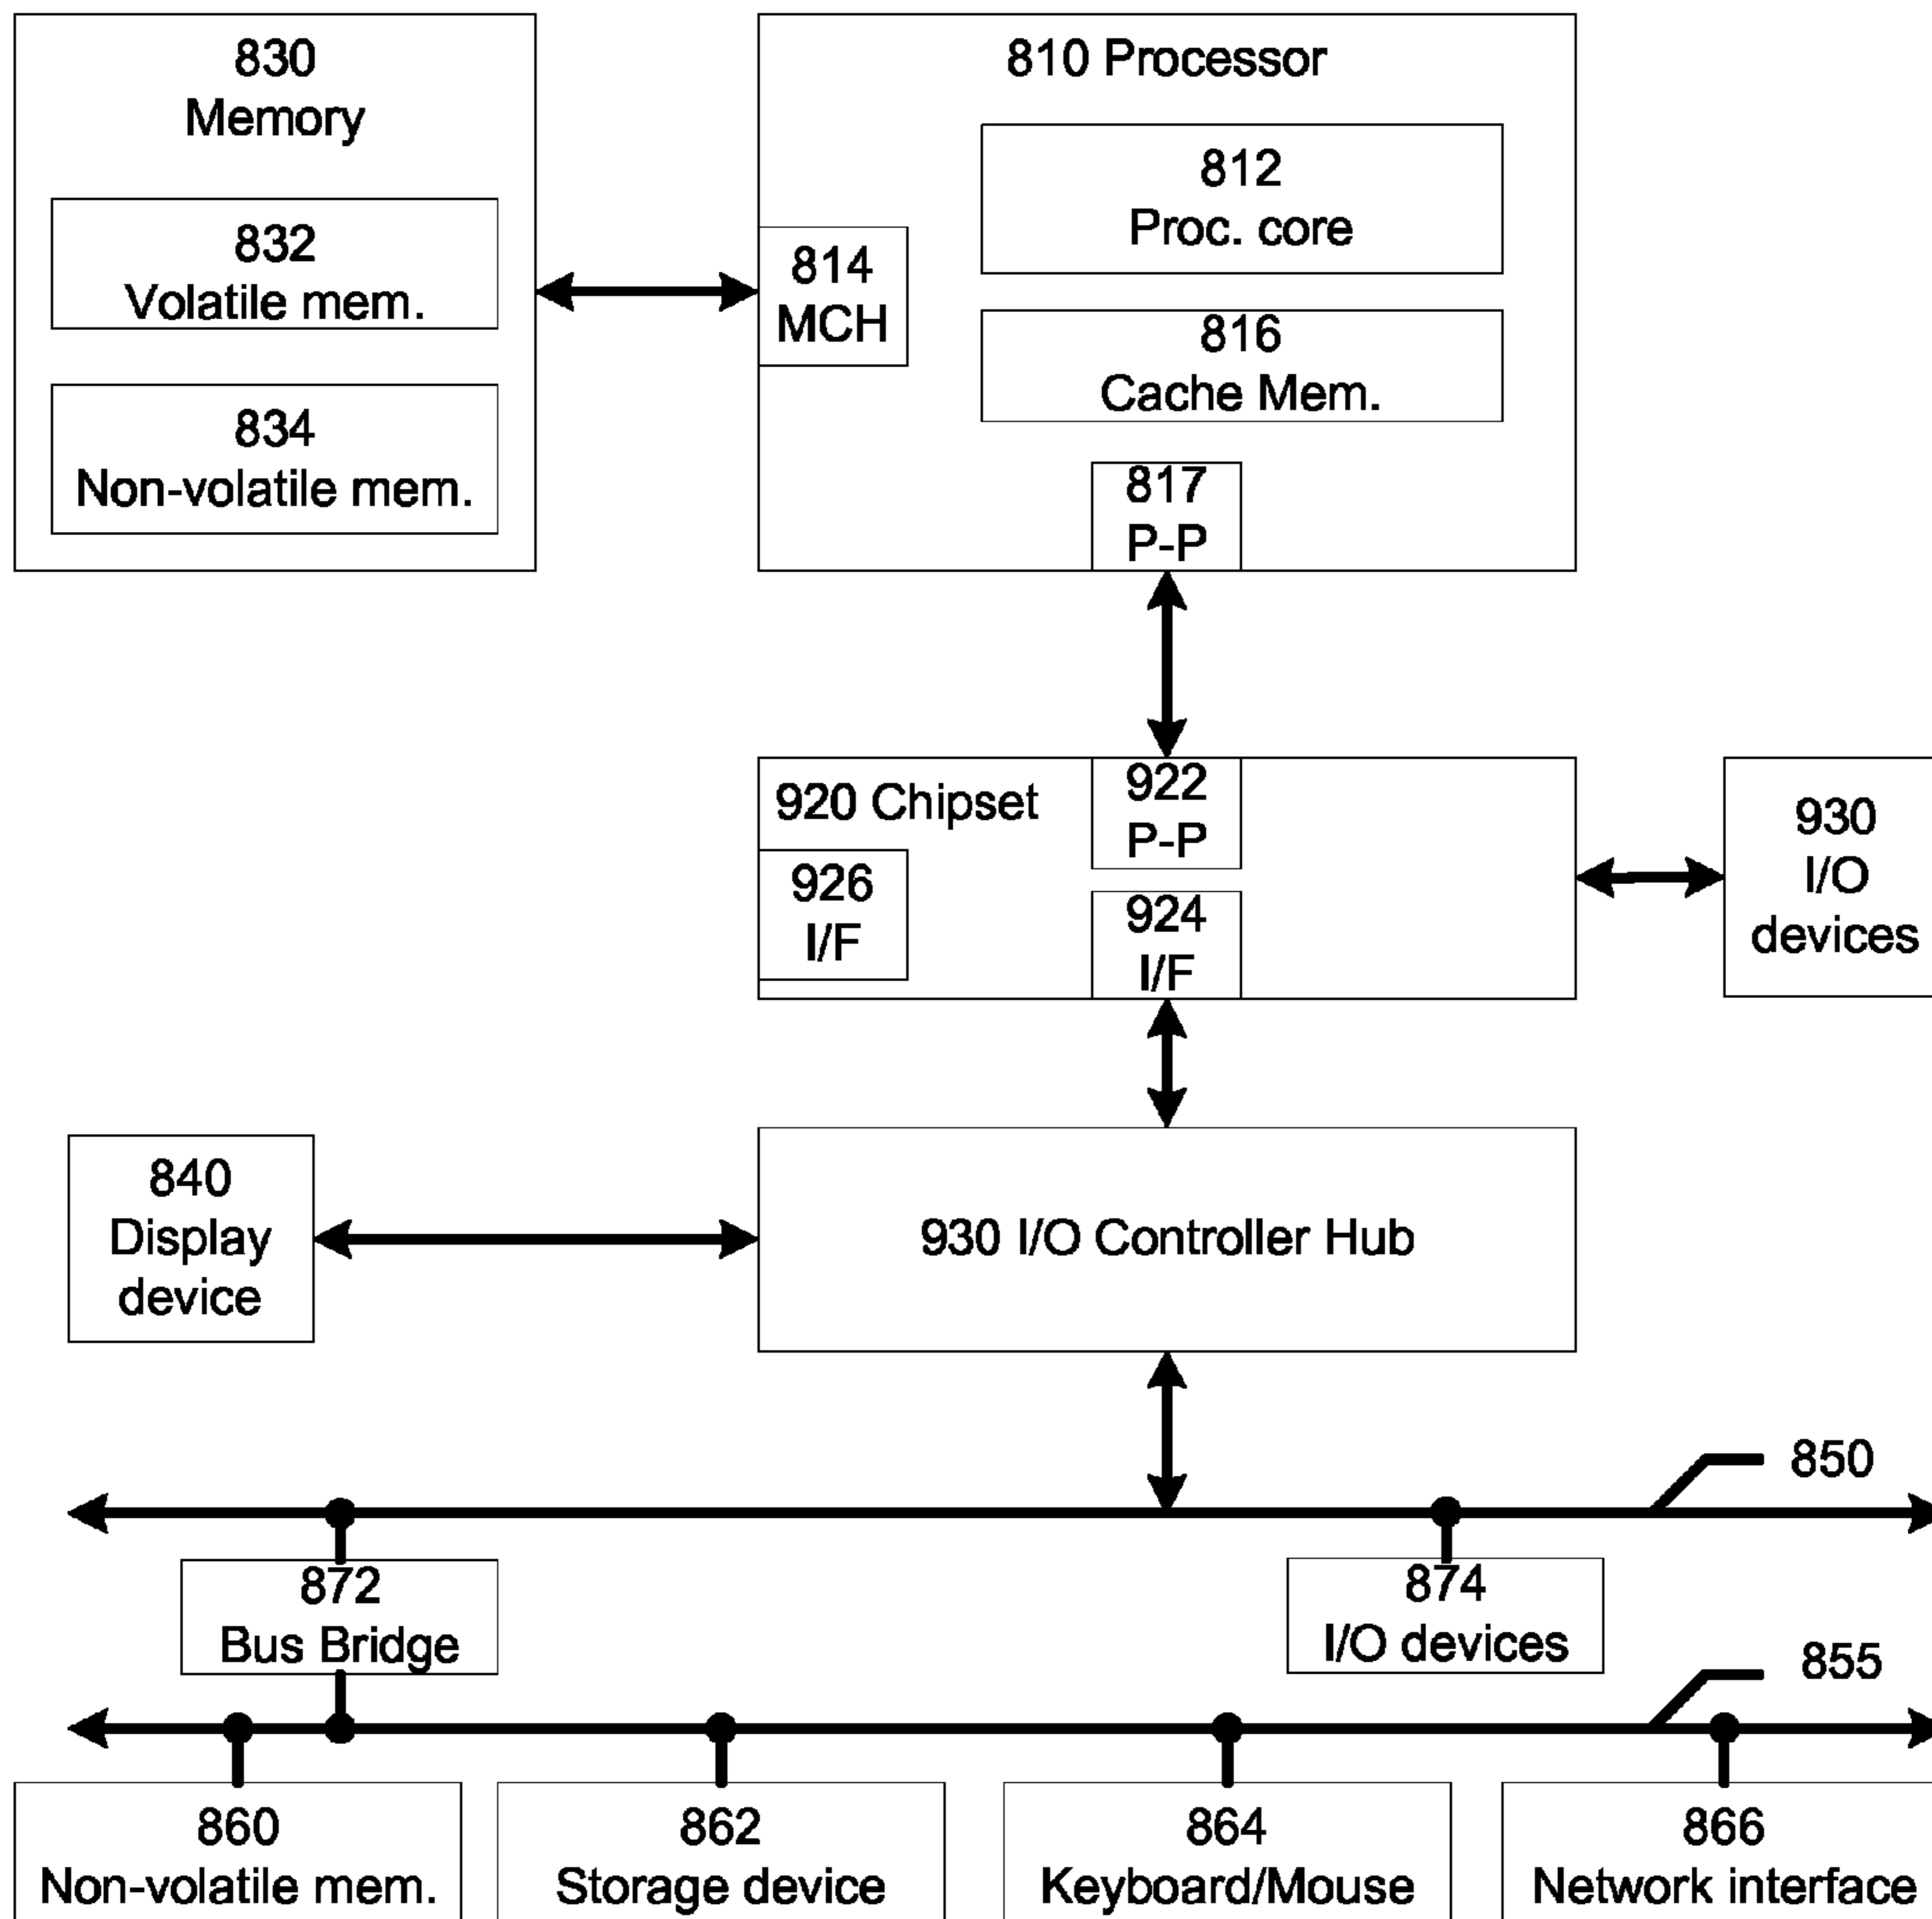 830
Memory
832
Volatile mem.
834
Non-volatile mem.
810 Processor
812
Proc. core
814
MCH
816
Cache Mem.
817
P-P
920 Chipset
922
P-P
926
I/F
924
I/F
930
I/O
devices
840
Display
device
930 I/O Controller Hub
850
872
Bus Bridge
874
I/O devices
855
860
Non-volatile mem.
862
Storage device
864
Keyboard/Mouse
866
Network interface